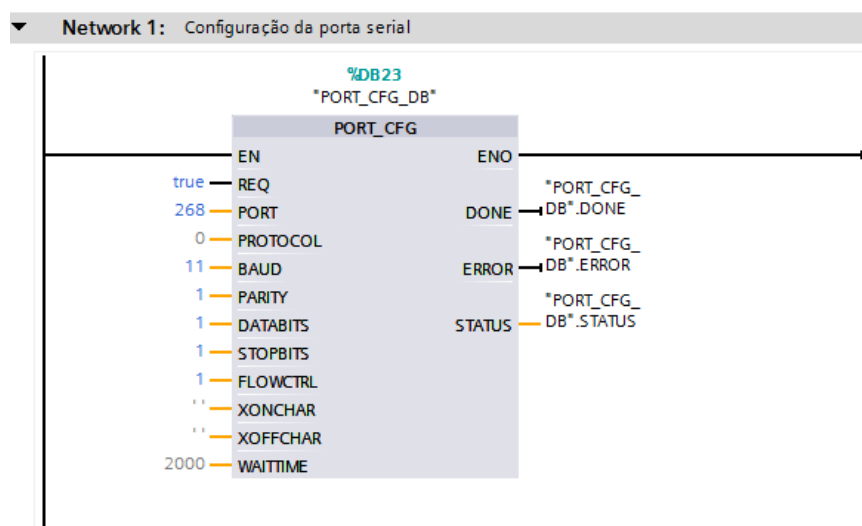 Network 1: Configuração da porta serial
%DB23
"PORT_CFG_DB"
PORT_CFG
EN ENO
true REQ
"PORT_CFG_
268 PORT DONE DB".DONE
0 PROTOCOL
"PORT_CFG_
11 BAUD ERROR DB".ERROR
1 PARITY
"PORT_CFG_
1 DATABITS STATUS DB".STATUS
1 STOPBITS
1 FLOWCTRL
' ' XONCHAR
' ' XOFFCHAR
2000 WAITTIME